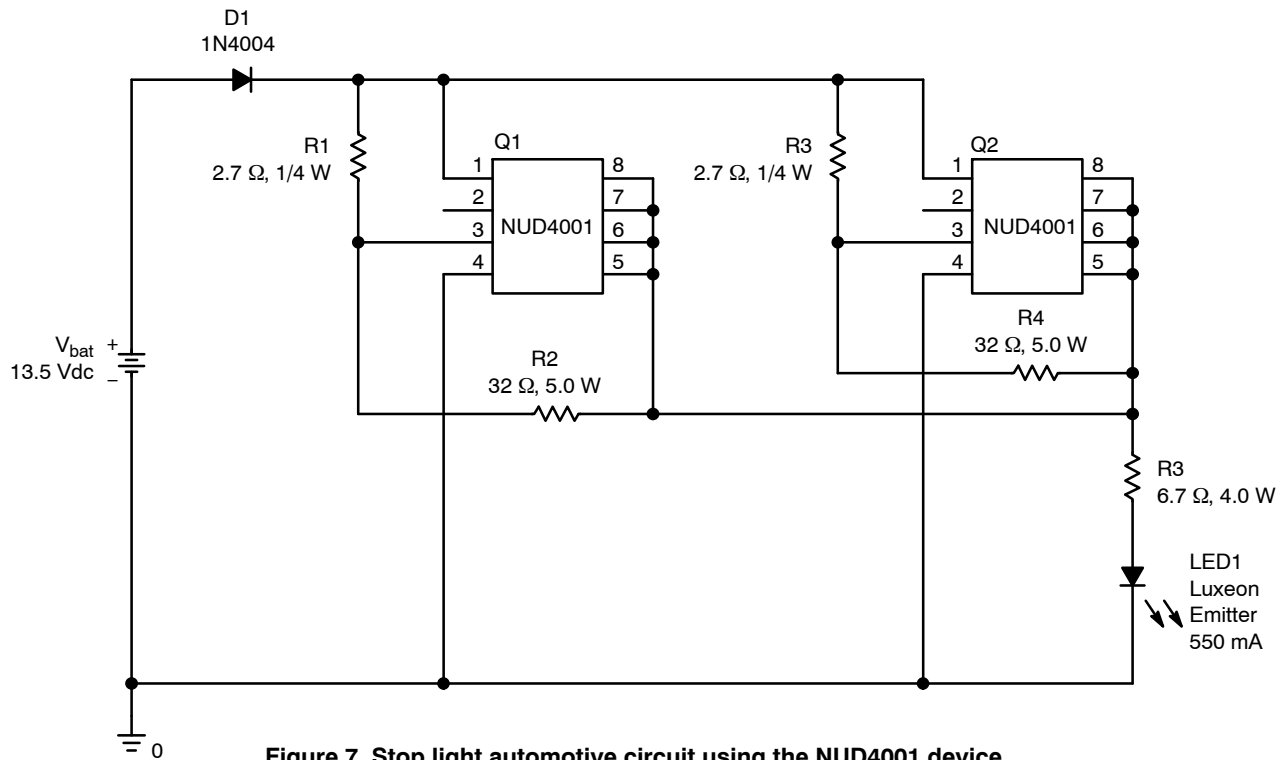 D1
1N4004
R1
2.7 Ω, 1/4 W
Q1
1
2
3
4
NUD4001
8
7
6
5
R3
2.7 Ω, 1/4 W
Q2
1
2
3
4
NUD4001
8
7
6
5
R4
32 Ω, 5.0 W
R2
32 Ω, 5.0 W
Vbat
13.5 Vdc
+
−
R3
6.7 Ω, 4.0 W
LED1
Luxeon
Emitter
550 mA
0
Figure 7. Stop light automotive circuit using the NUD4001 device